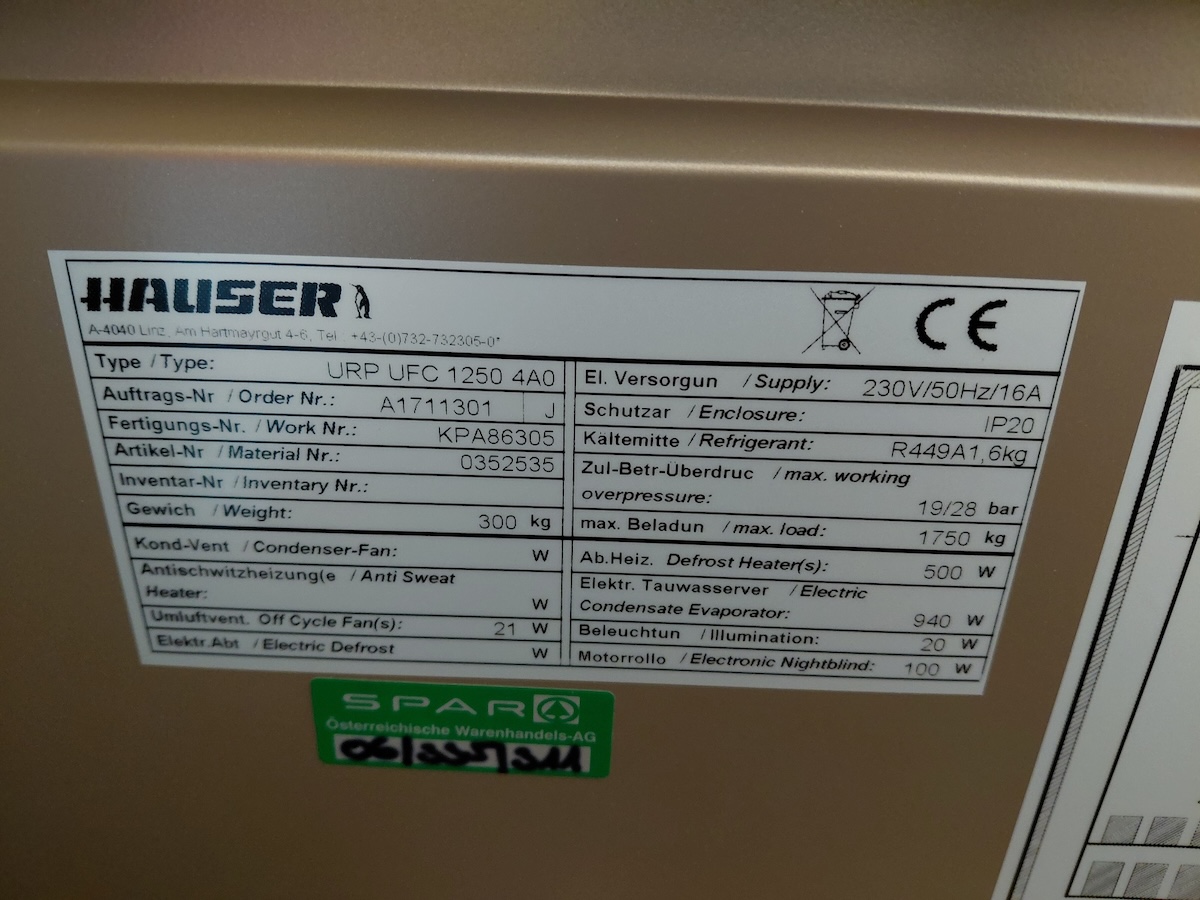 HAUSER
A-4040 Linz, Am Hartmayrgut 4-6, Tel.: +43-(0)732-732305-0*
CE
Type /Type: URP UFC 1250 4A0
Auftrags-Nr /Order Nr.: A1711301 J
Fertigungs-Nr. /Work Nr.: KPA86305
Artikel-Nr /Material Nr.: 0352535
Inventar-Nr /Inventary Nr.:
Gewich /Weight: 300 kg
Kond-Vent /Condenser-Fan: W
Antischwitzheizung(e /Anti Sweat
Heater: W
Umluftvent. Off Cycle Fan(s): 21 W
Elektr.Abt /Electric Defrost W
El. Versorgun /Supply: 230V/50Hz/16A
Schutzar /Enclosure: IP20
Kältemitte /Refrigerant: R449A1,6kg
Zul-Betr-Überdruc /max. working
overpressure: 19/28 bar
max. Beladun /max. load: 1750 kg
Ab.Heiz. Defrost Heater(s): 500 W
Elektr. Tauwasserver /Electric
Condensate Evaporator: 940 W
Beleuchtun /Illumination: 20 W
Motorrollo /Electronic Nightblind: 100 W
SPAR
Österreichische Warenhandels-AG